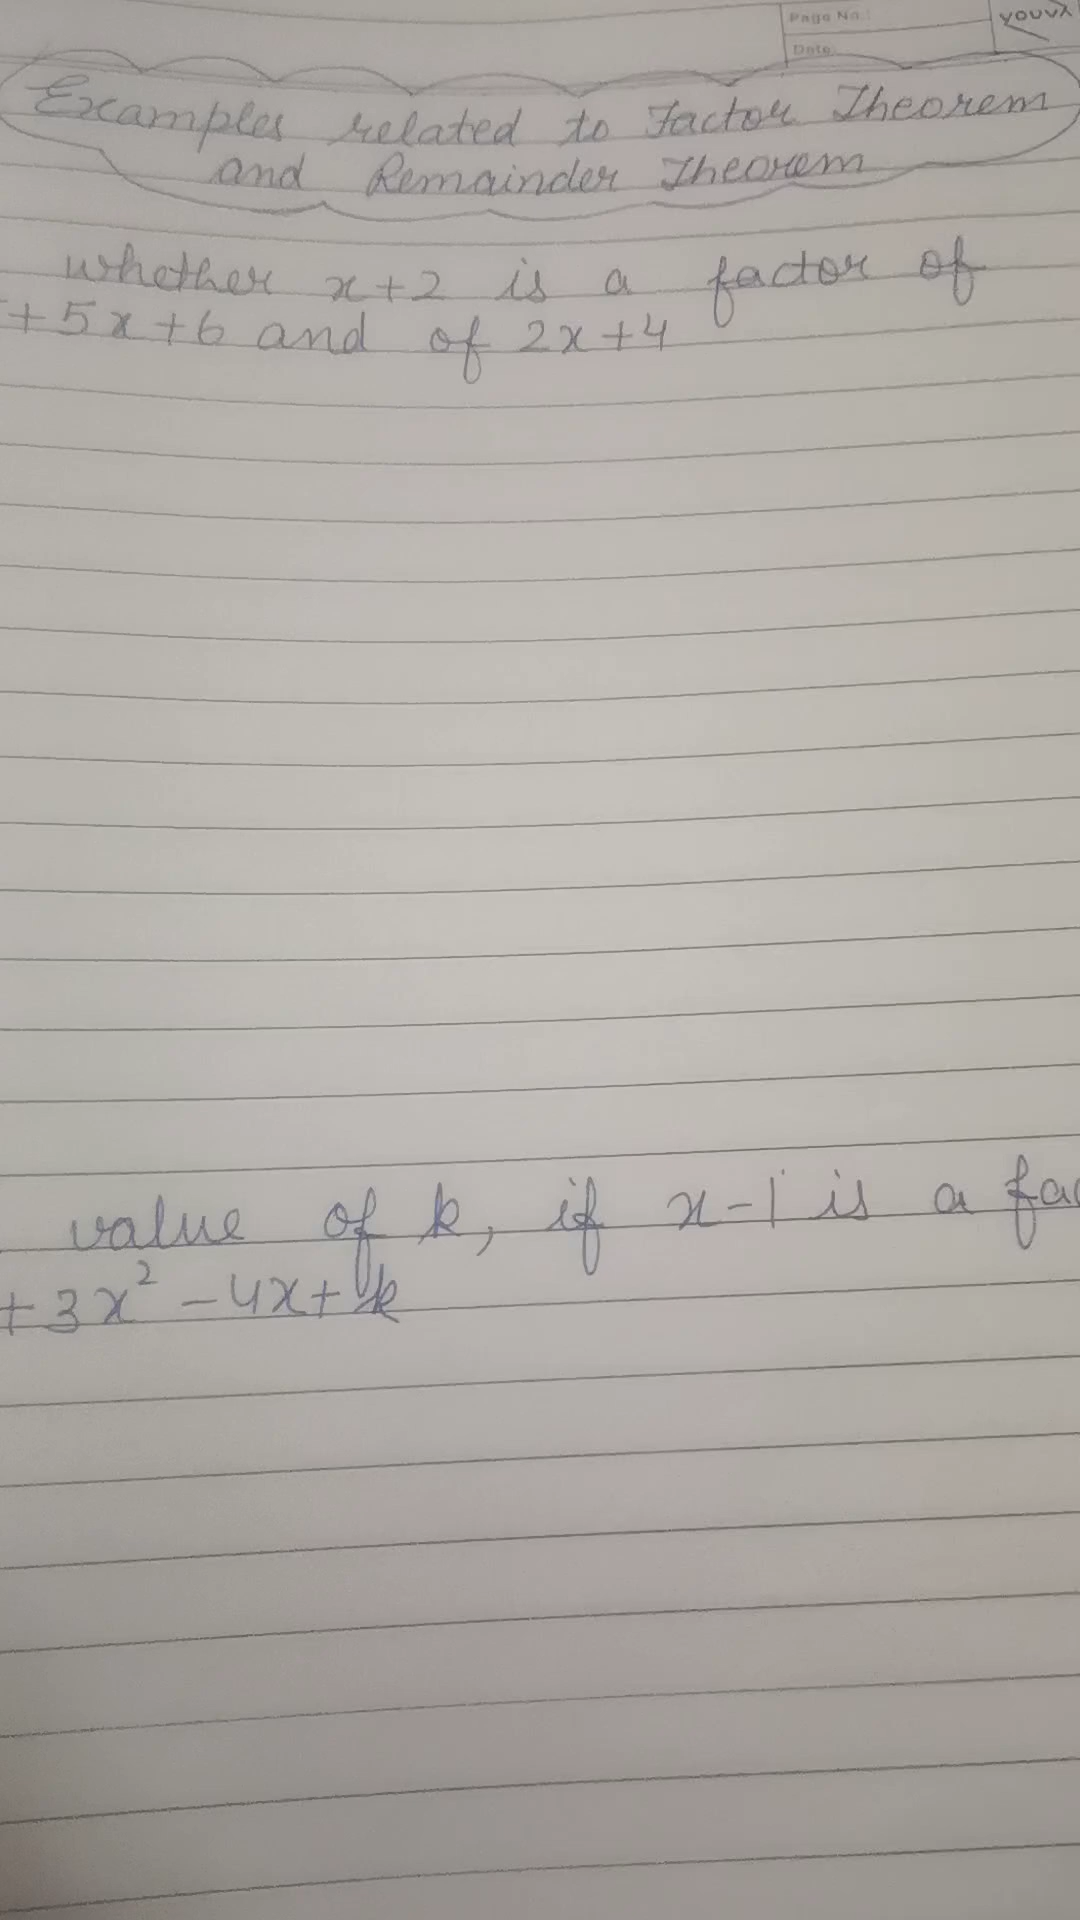 Page No.:
Date
YOUVA
Examples related to Factor Theorem
and Remainder Theorem
whether x+2 is a factor of
+5x+6 and of 2x+4
value of k, if x-1 is a fac
+3x² -4x+k